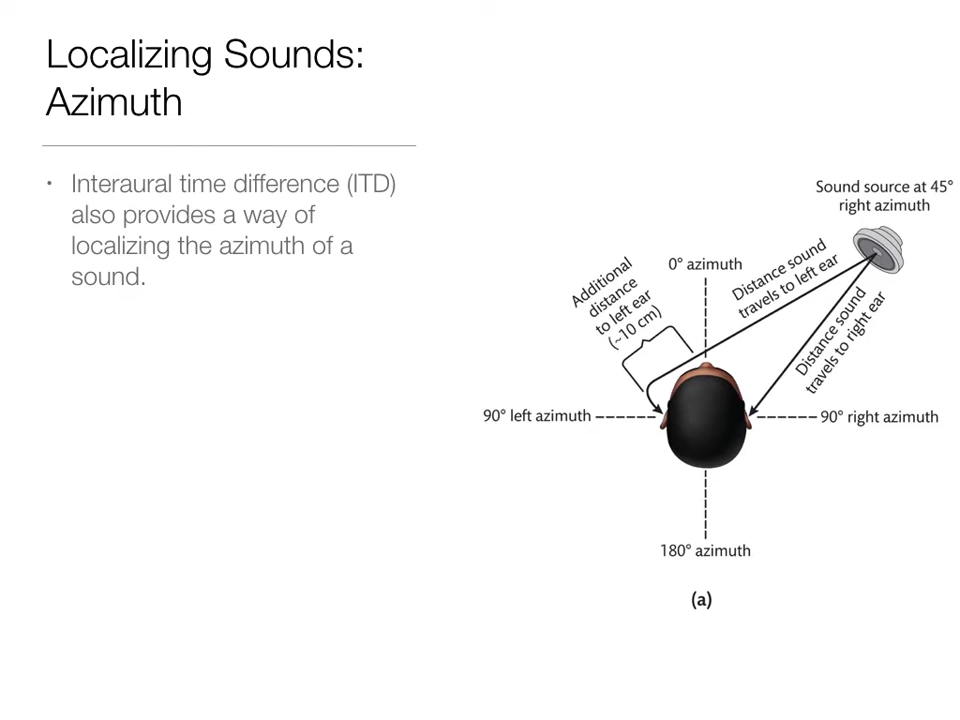 Localizing Sounds:
Azimuth
• Interaural time difference (ITD)
also provides a way of
localizing the azimuth of a
sound.
Sound source at 45°
right azimuth
0° azimuth
Distance sound
travels to left ear
Additional
distance
to left ear
(~10 cm)
Distance sound
travels to right ear
90° left azimuth
90° right azimuth
180° azimuth
(a)